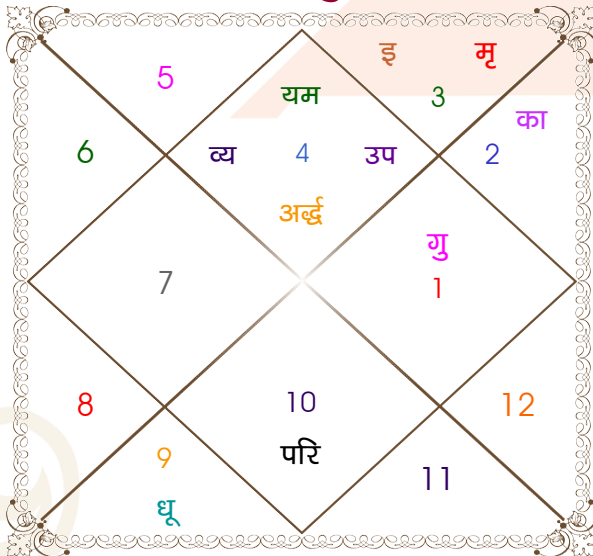 इ मृ
5 यम 3 का
6 व्य 4 उप 2
अर्द्ध
गु
7 1
8 10 12
9 परि 11
धू